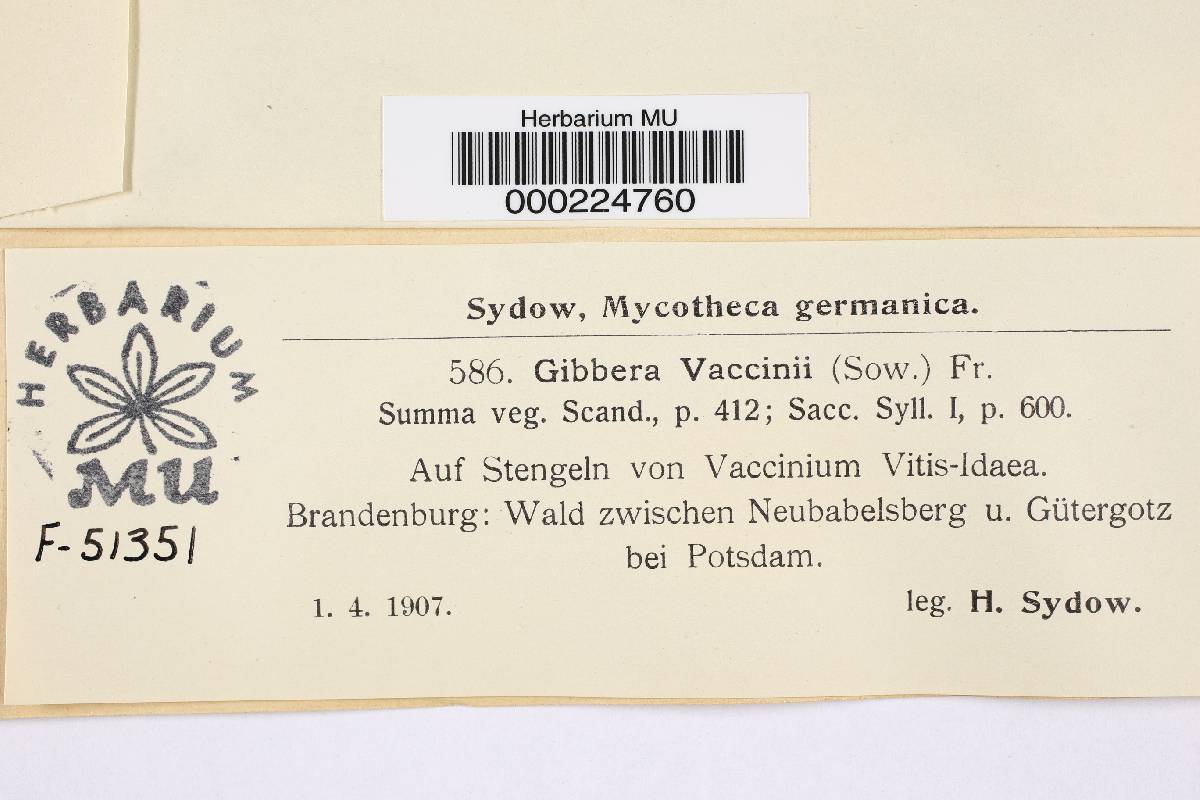 Herbarium MU
000224760
HERBARIUM
MU
F-51351
Sydow, Mycotheca germanica.
586. Gibbera Vaccinii (Sow.) Fr.
Summa veg. Scand., p. 412; Sacc. Syll. I, p. 600.
Auf Stengeln von Vaccinium Vitis-Idaea.
Brandenburg: Wald zwischen Neubabelsberg u. Gütergotz
bei Potsdam.
1. 4. 1907.
leg. H. Sydow.